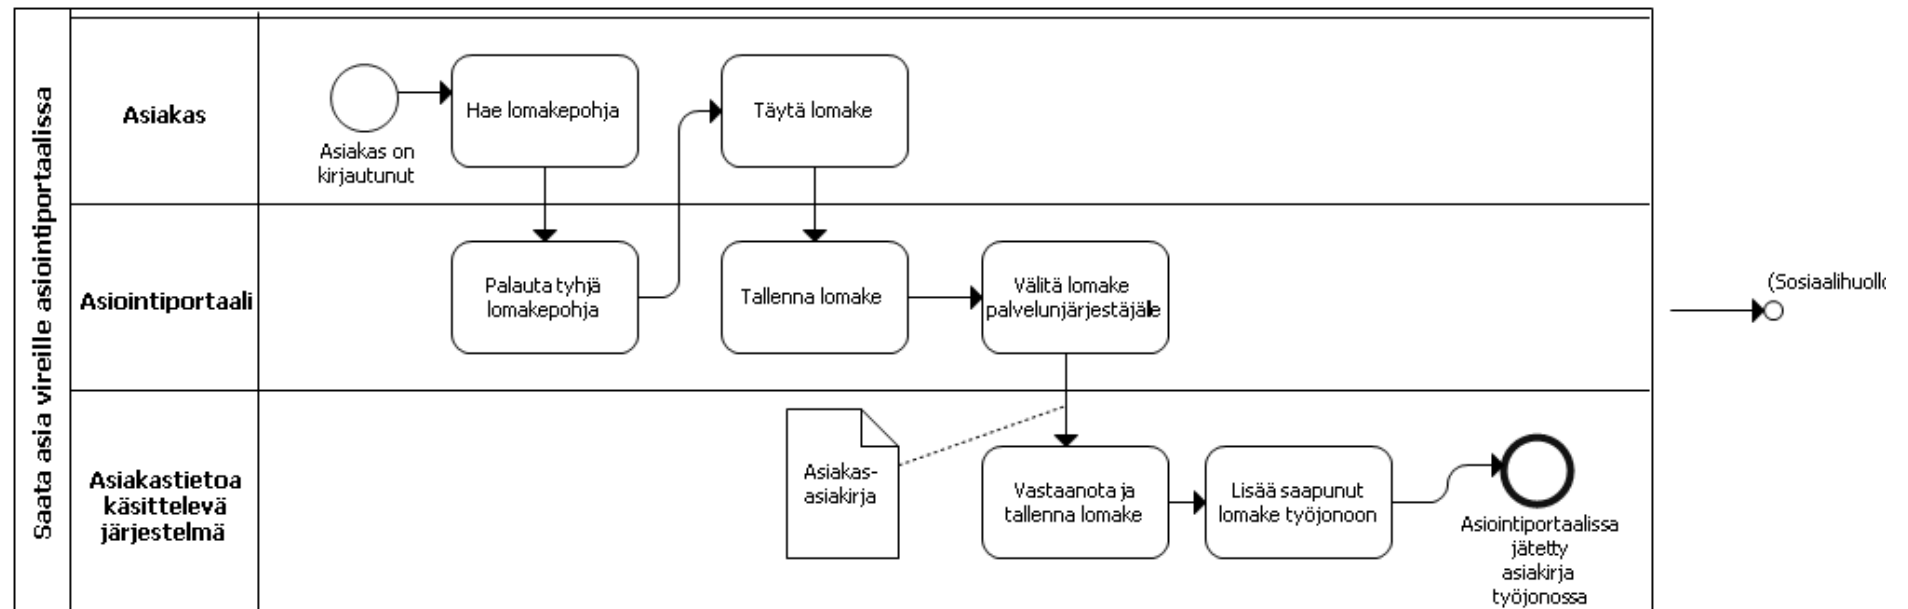 Saata asia vireille asiointiportaalissa
Asiakas
Asiakas on
kirjautunut
Hae lomakepohja
Täytä lomake
Asiointiportaali
Palauta tyhjä
lomakepohja
Tallenna lomake
Välitä lomake
palvelunjärjestäjäle
(Sosiaalihuollo
Asiakastietoa
käsittelevä
järjestelmä
Asiakas-
asiakirja
Vastaanota ja
tallenna lomake
Lisää saapunut
lomake työjonoon
Asiointiportaalissa
jätetty
asiakirja
työjonossa